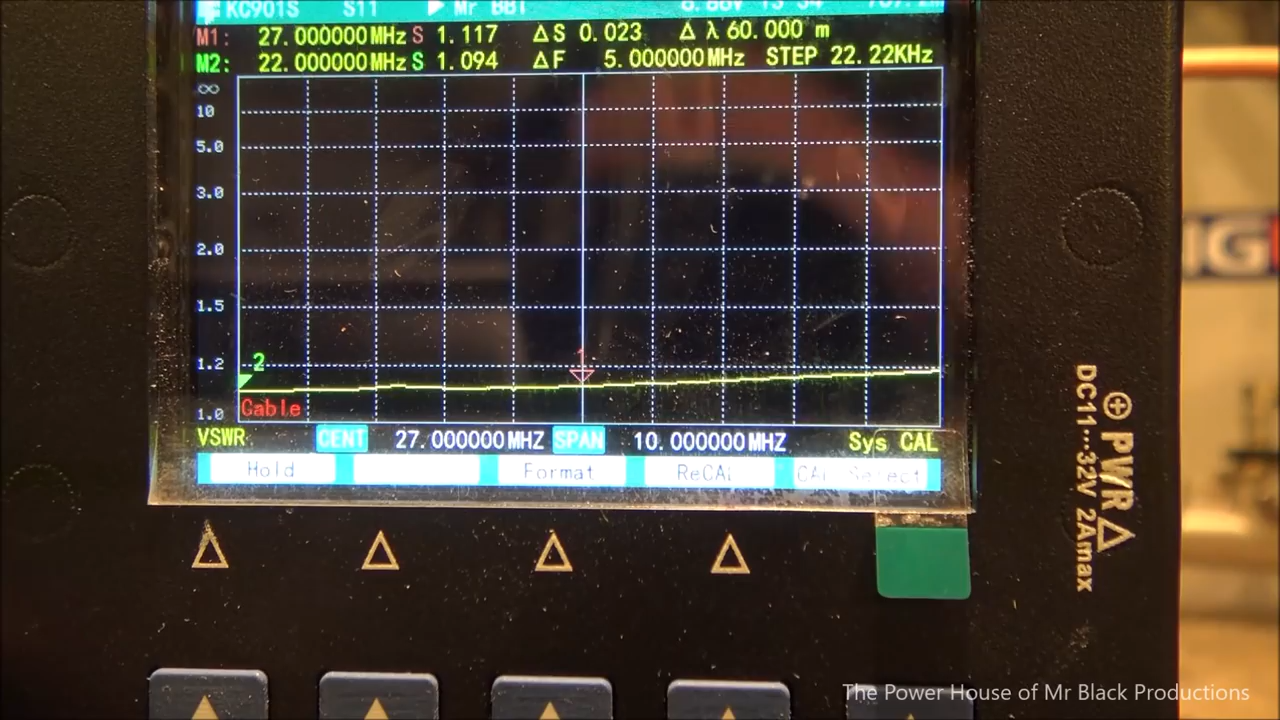 KC901S S11 Mr BBT
M1: 27.000000MHz S 1.117 ΔS 0.023 Δ λ 60.000 m
M2: 22.000000MHz S 1.094 ΔF 5.000000MHz STEP 22.22KHz
∞
10
5.0
3.0
2.0
1.5
1.2
1.0
2
1
Cable
VSWR CENT 27.000000MHZ SPAN 10.000000MHZ Sys CAL
Hold Format ReCAL CAL Select
PWR
DC11···32V 2Amax
The Power House of Mr Black Productions